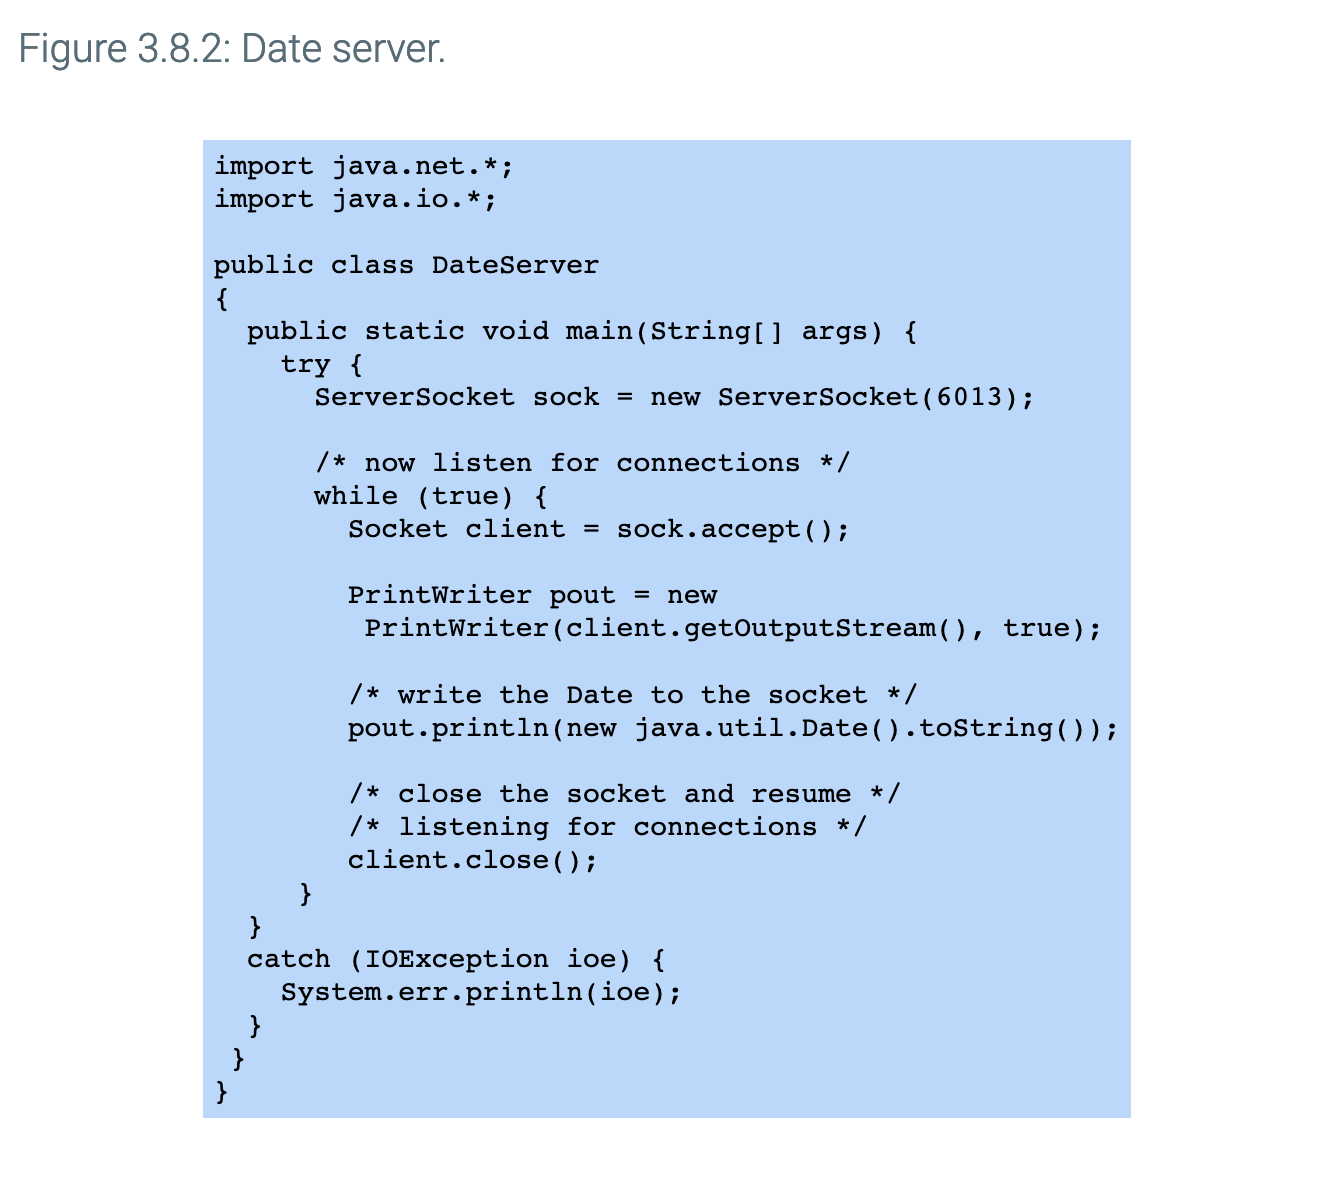 Figure 3.8.2: Date server.
import java.net.*;
import java.io.*;

public class DateServer
{
  public static void main(String[] args) {
    try {
      ServerSocket sock = new ServerSocket(6013);

      /* now listen for connections */
      while (true) {
        Socket client = sock.accept();

        PrintWriter pout = new
         PrintWriter(client.getOutputStream(), true);

        /* write the Date to the socket */
        pout.println(new java.util.Date().toString());

        /* close the socket and resume */
        /* listening for connections */
        client.close();
     }
  }
  catch (IOException ioe) {
    System.err.println(ioe);
  }
 }
}